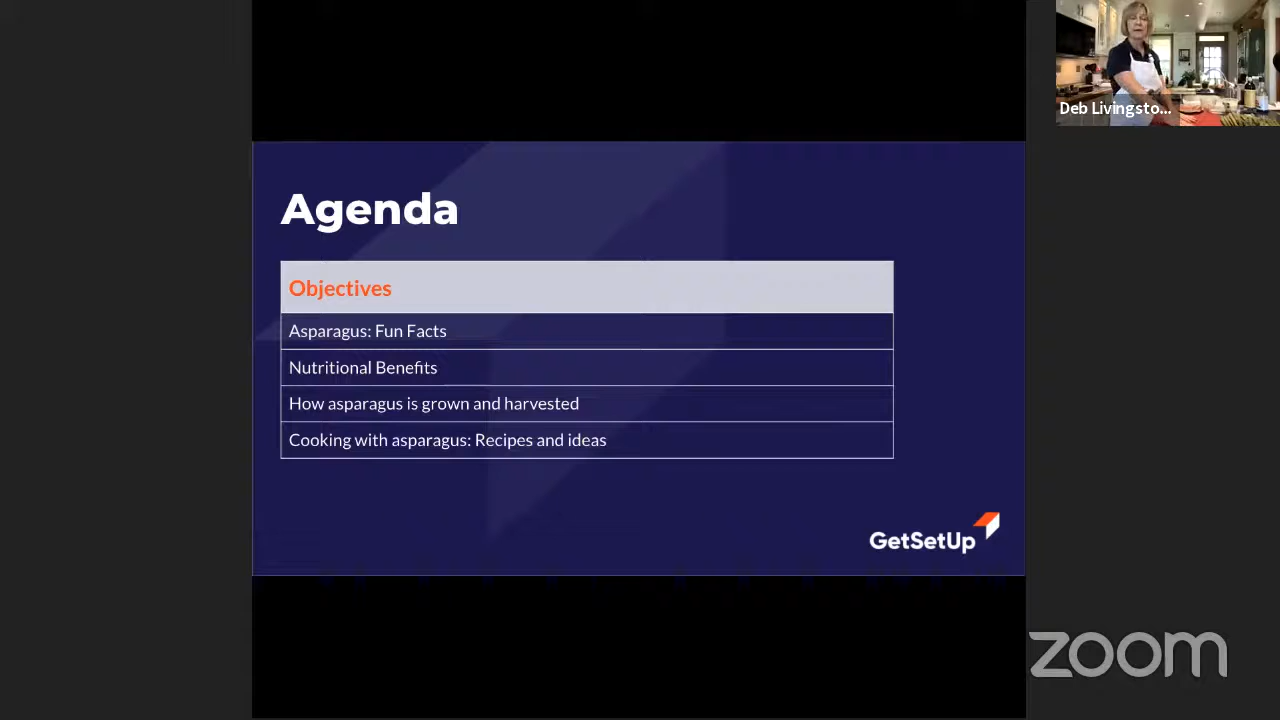 Agenda
Objectives
Asparagus: Fun Facts
Nutritional Benefits
How asparagus is grown and harvested
Cooking with asparagus: Recipes and ideas
GetSetUp
Deb Livingsto...
zoom